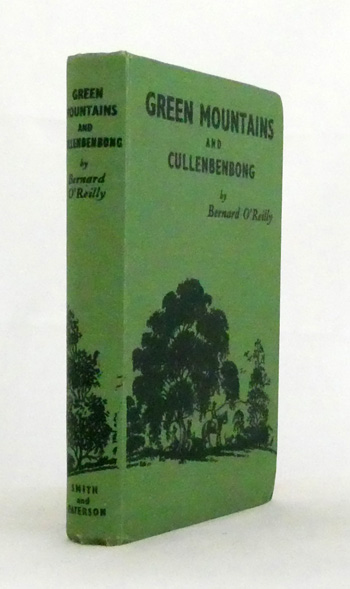 GREEN
MOUNTAINS
AND
CULLENBENBONG
by
Bernard
O'Reilly
SMITH
and
PATERSON
GREEN MOUNTAINS
AND
CULLENBENBONG
by
Bernard O'Reilly